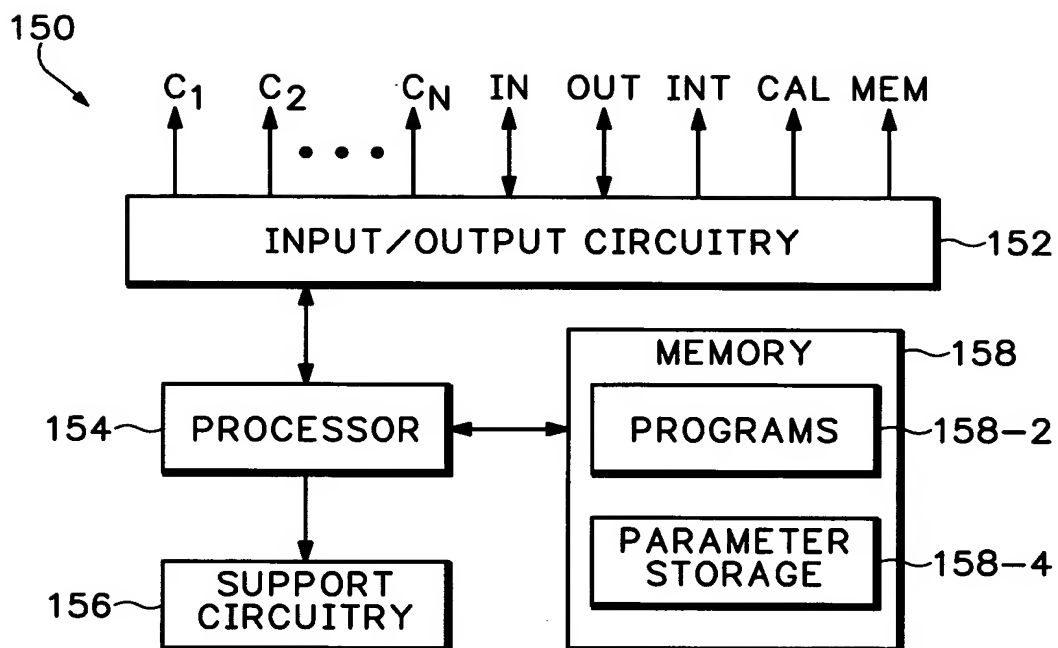 150
C1 C2 • • • CN IN OUT INT CAL MEM
INPUT/OUTPUT CIRCUITRY
152
MEMORY
158
154
PROCESSOR
PROGRAMS
158-2
PARAMETER
STORAGE
158-4
156
SUPPORT
CIRCUITRY